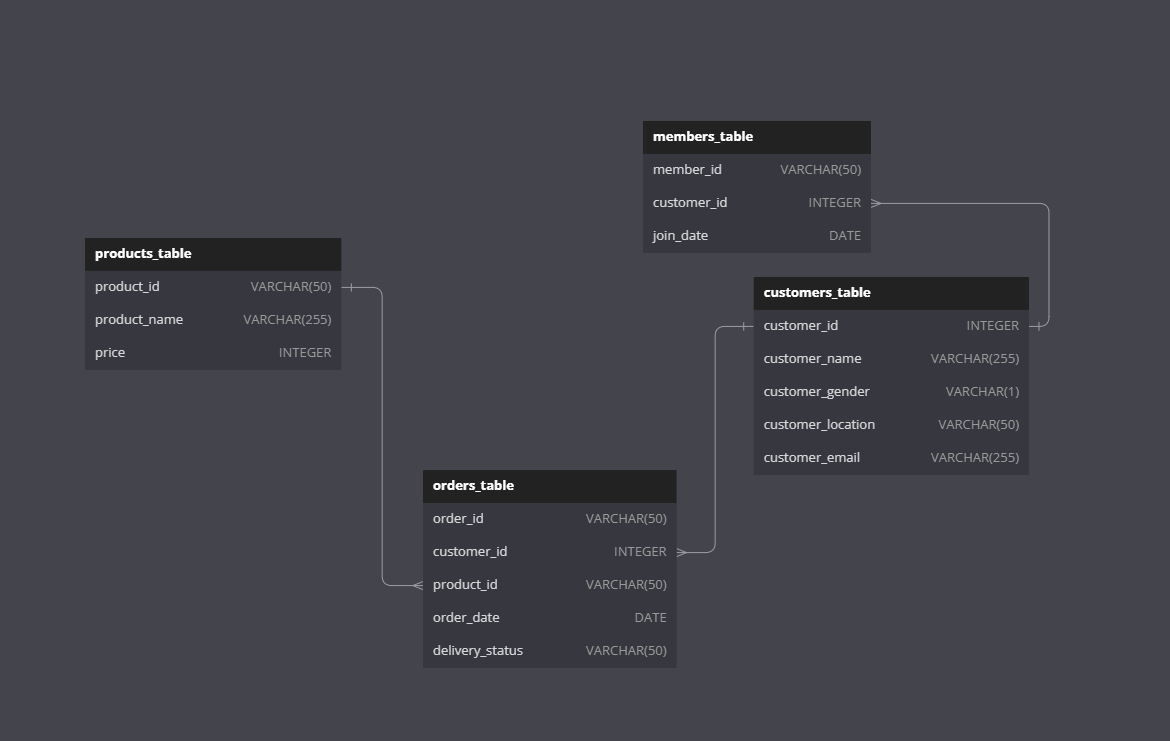 members_table
member_id VARCHAR(50)
customer_id INTEGER
join_date DATE
products_table
product_id VARCHAR(50)
product_name VARCHAR(255)
price INTEGER
customers_table
customer_id INTEGER
customer_name VARCHAR(255)
customer_gender VARCHAR(1)
customer_location VARCHAR(50)
customer_email VARCHAR(255)
orders_table
order_id VARCHAR(50)
customer_id INTEGER
product_id VARCHAR(50)
order_date DATE
delivery_status VARCHAR(50)